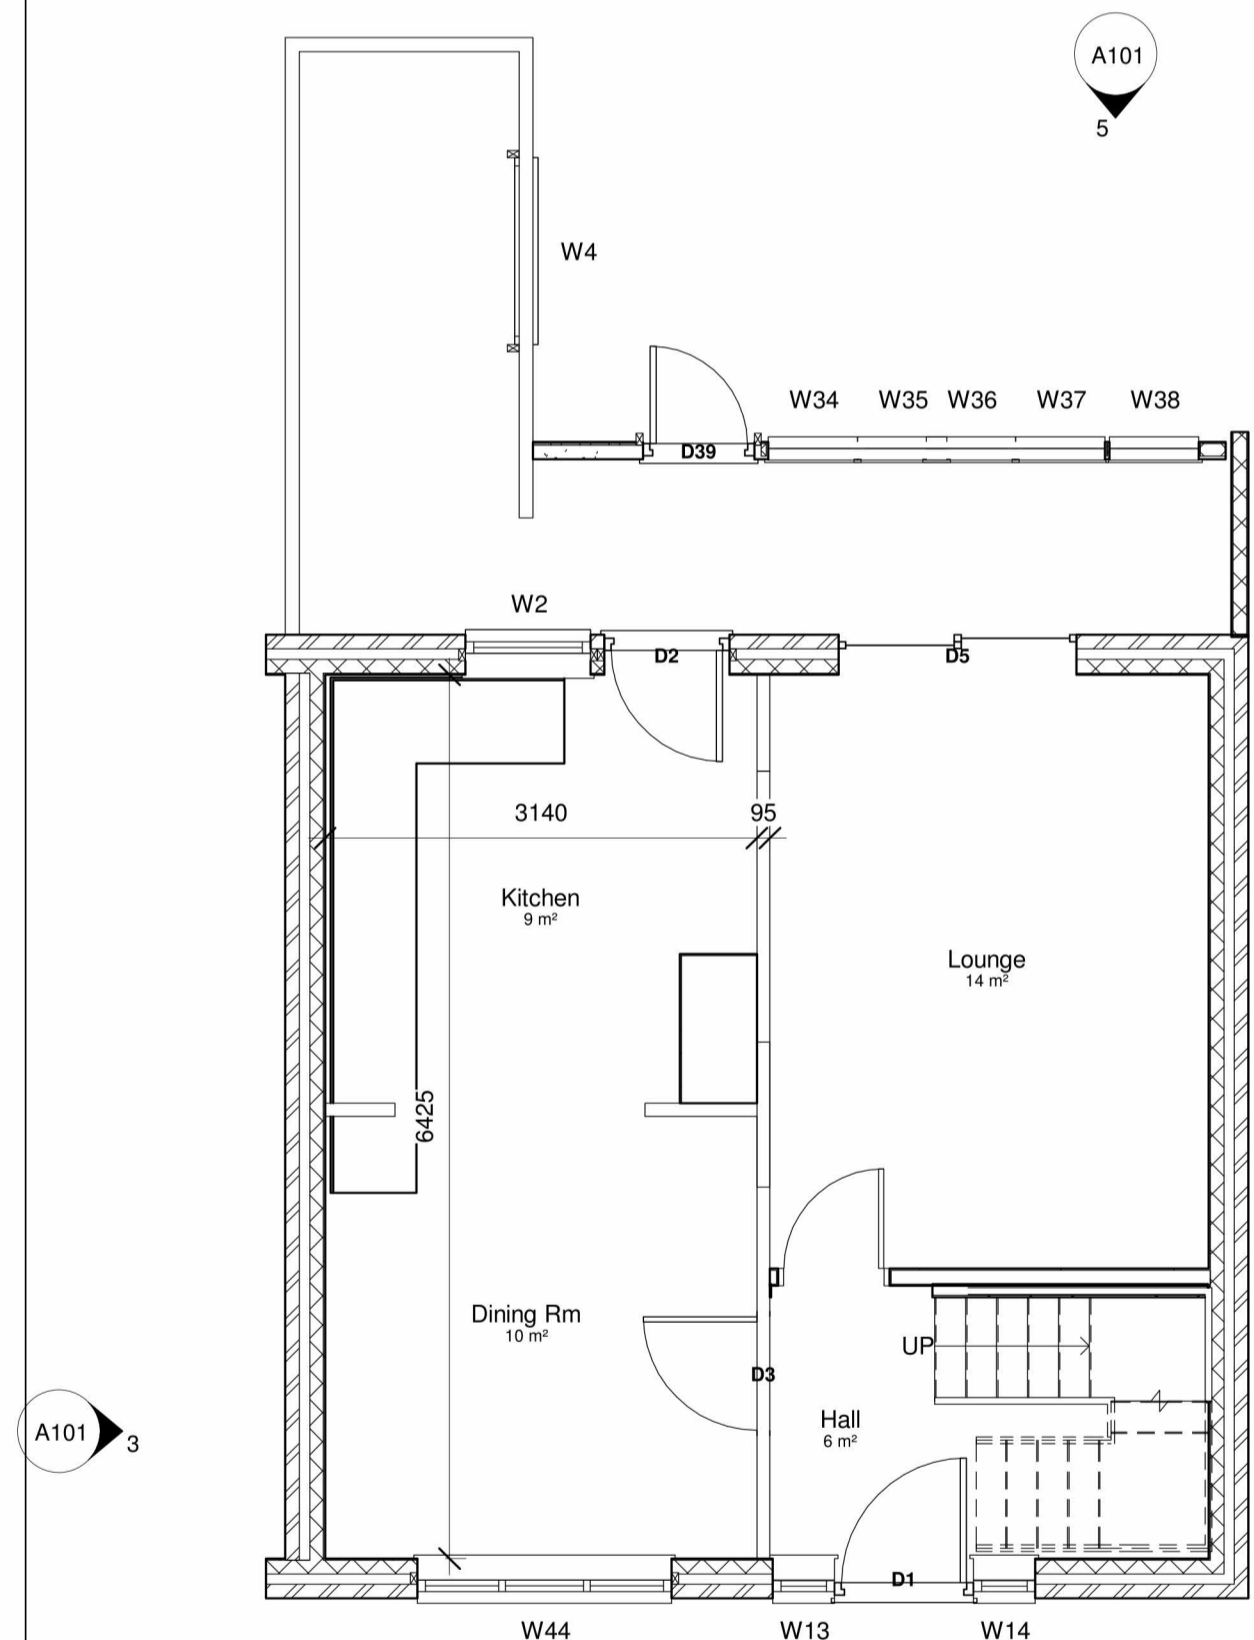 A101
5
W4
W34 W35 W36 W37 W38
D39
W2
D2
D5
3140
95
Kitchen
9 m²
Lounge
14 m²
6425
Dining Rm
10 m²
UP
D3
Hall
6 m²
A101
3
D1
W44
W13
W14